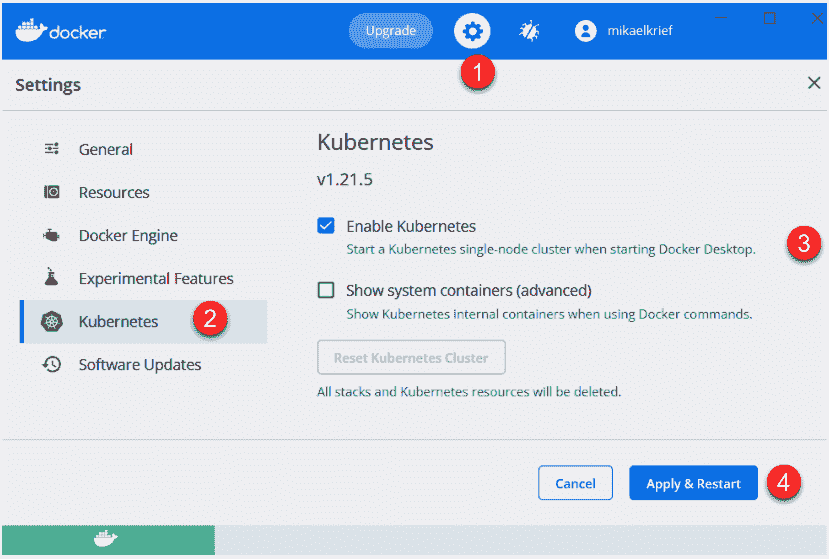 docker
Upgrade
mikaelkrief
1
Settings
General
Resources
Docker Engine
Experimental Features
Kubernetes
2
Software Updates
Kubernetes
v1.21.5
Enable Kubernetes
Start a Kubernetes single-node cluster when starting Docker Desktop.
3
Show system containers (advanced)
Show Kubernetes internal containers when using Docker commands.
Reset Kubernetes Cluster
All stacks and Kubernetes resources will be deleted.
Cancel
Apply & Restart
4